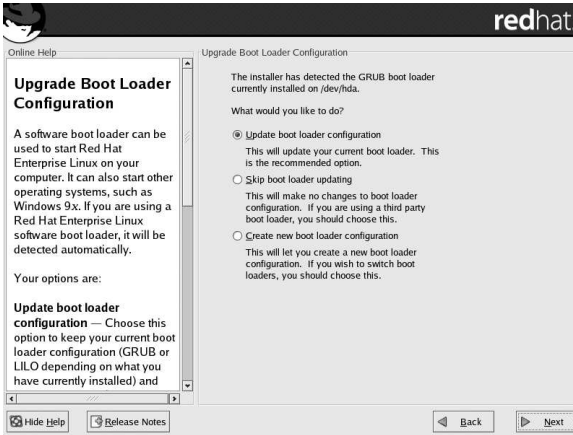 redhat
Online Help
Upgrade Boot Loader
Configuration
A software boot loader can be
used to start Red Hat
Enterprise Linux on your
computer. It can also start other
operating systems, such as
Windows 9x. If you are using a
Red Hat Enterprise Linux
software boot loader, it will be
detected automatically.
Your options are:
Update boot loader
configuration — Choose this
option to keep your current boot
loader configuration (GRUB or
LILO depending on what you
have currently installed) and
Upgrade Boot Loader Configuration
The installer has detected the GRUB boot loader
currently installed on /dev/hda.
What would you like to do?
Update boot loader configuration
This will update your current boot loader. This
is the recommended option.
Skip boot loader updating
This will make no changes to boot loader
configuration. If you are using a third party
boot loader, you should choose this.
Create new boot loader configuration
This will let you create a new boot loader
configuration. If you wish to switch boot
loaders, you should choose this.
Hide Help
Release Notes
Back
Next